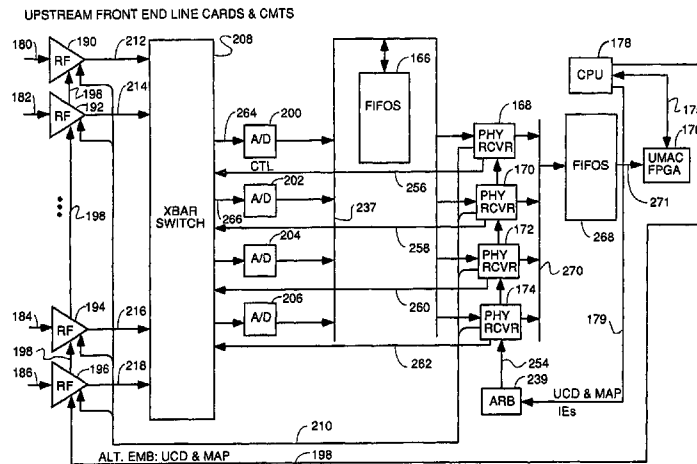 UPSTREAM FRONT END LINE CARDS & CMTS
180
RF
190
212
198
182
RF
192
214
198
184
RF
194
216
198
186
RF
196
218
208
XBAR
SWITCH
264
200
A/D
CTL
256
266
202
A/D
237
258
204
A/D
260
206
A/D
262
166
FIFOS
168
PHY
RCVR
170
PHY
RCVR
172
PHY
RCVR
174
PHY
RCVR
254
239
ARB
270
FIFOS
268
271
178
CPU
UMAC
FPGA
179
UCD & MAP
IEs
210
ALT. EMB: UCD & MAP
198